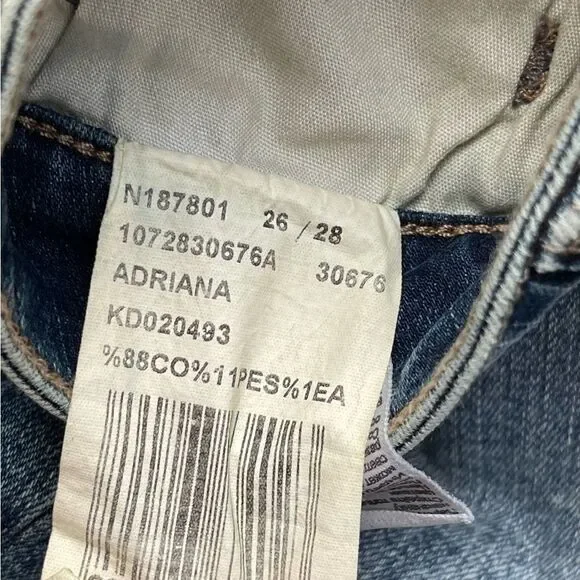 N187801 26 / 28
1072830676A 30676
ADRIANA
KD020493
%88CO%11PES%1EA